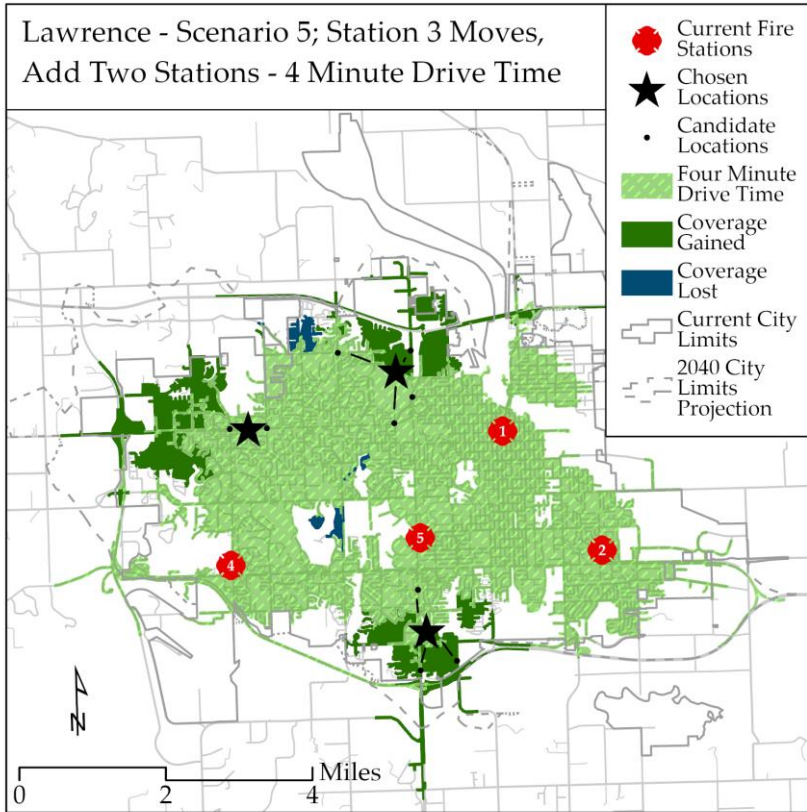 Lawrence - Scenario 5; Station 3 Moves,
Add Two Stations - 4 Minute Drive Time
Current Fire
Stations
Chosen
Locations
Candidate
Locations
Four Minute
Drive Time
Coverage
Gained
Coverage
Lost
Current City
Limits
2040 City
Limits
Projection
1
5
2
4
N
Miles
0 2 4